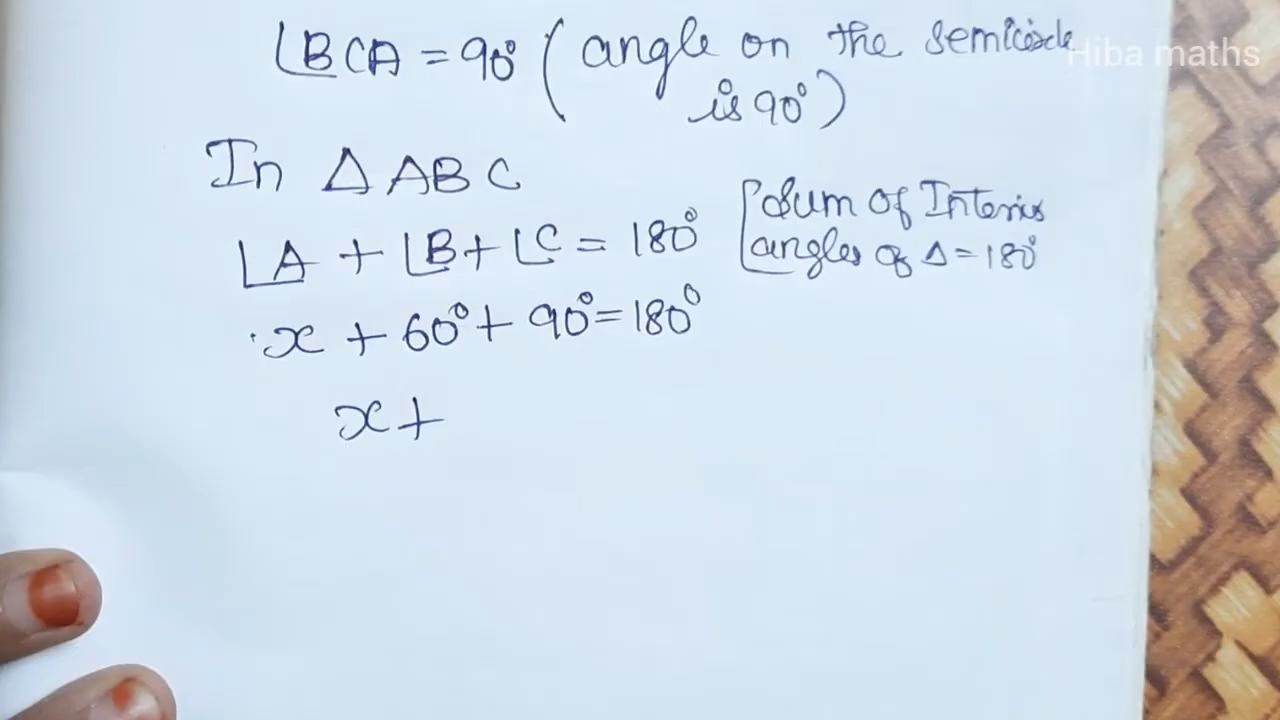 ∠BCA = 90° ( angle on the semicircle
is 90° )
Hiba maths
In Δ ABC
∠A + ∠B + ∠C = 180° [ Sum of Interior
angles of Δ = 180°
x + 60° + 90° = 180°
x +